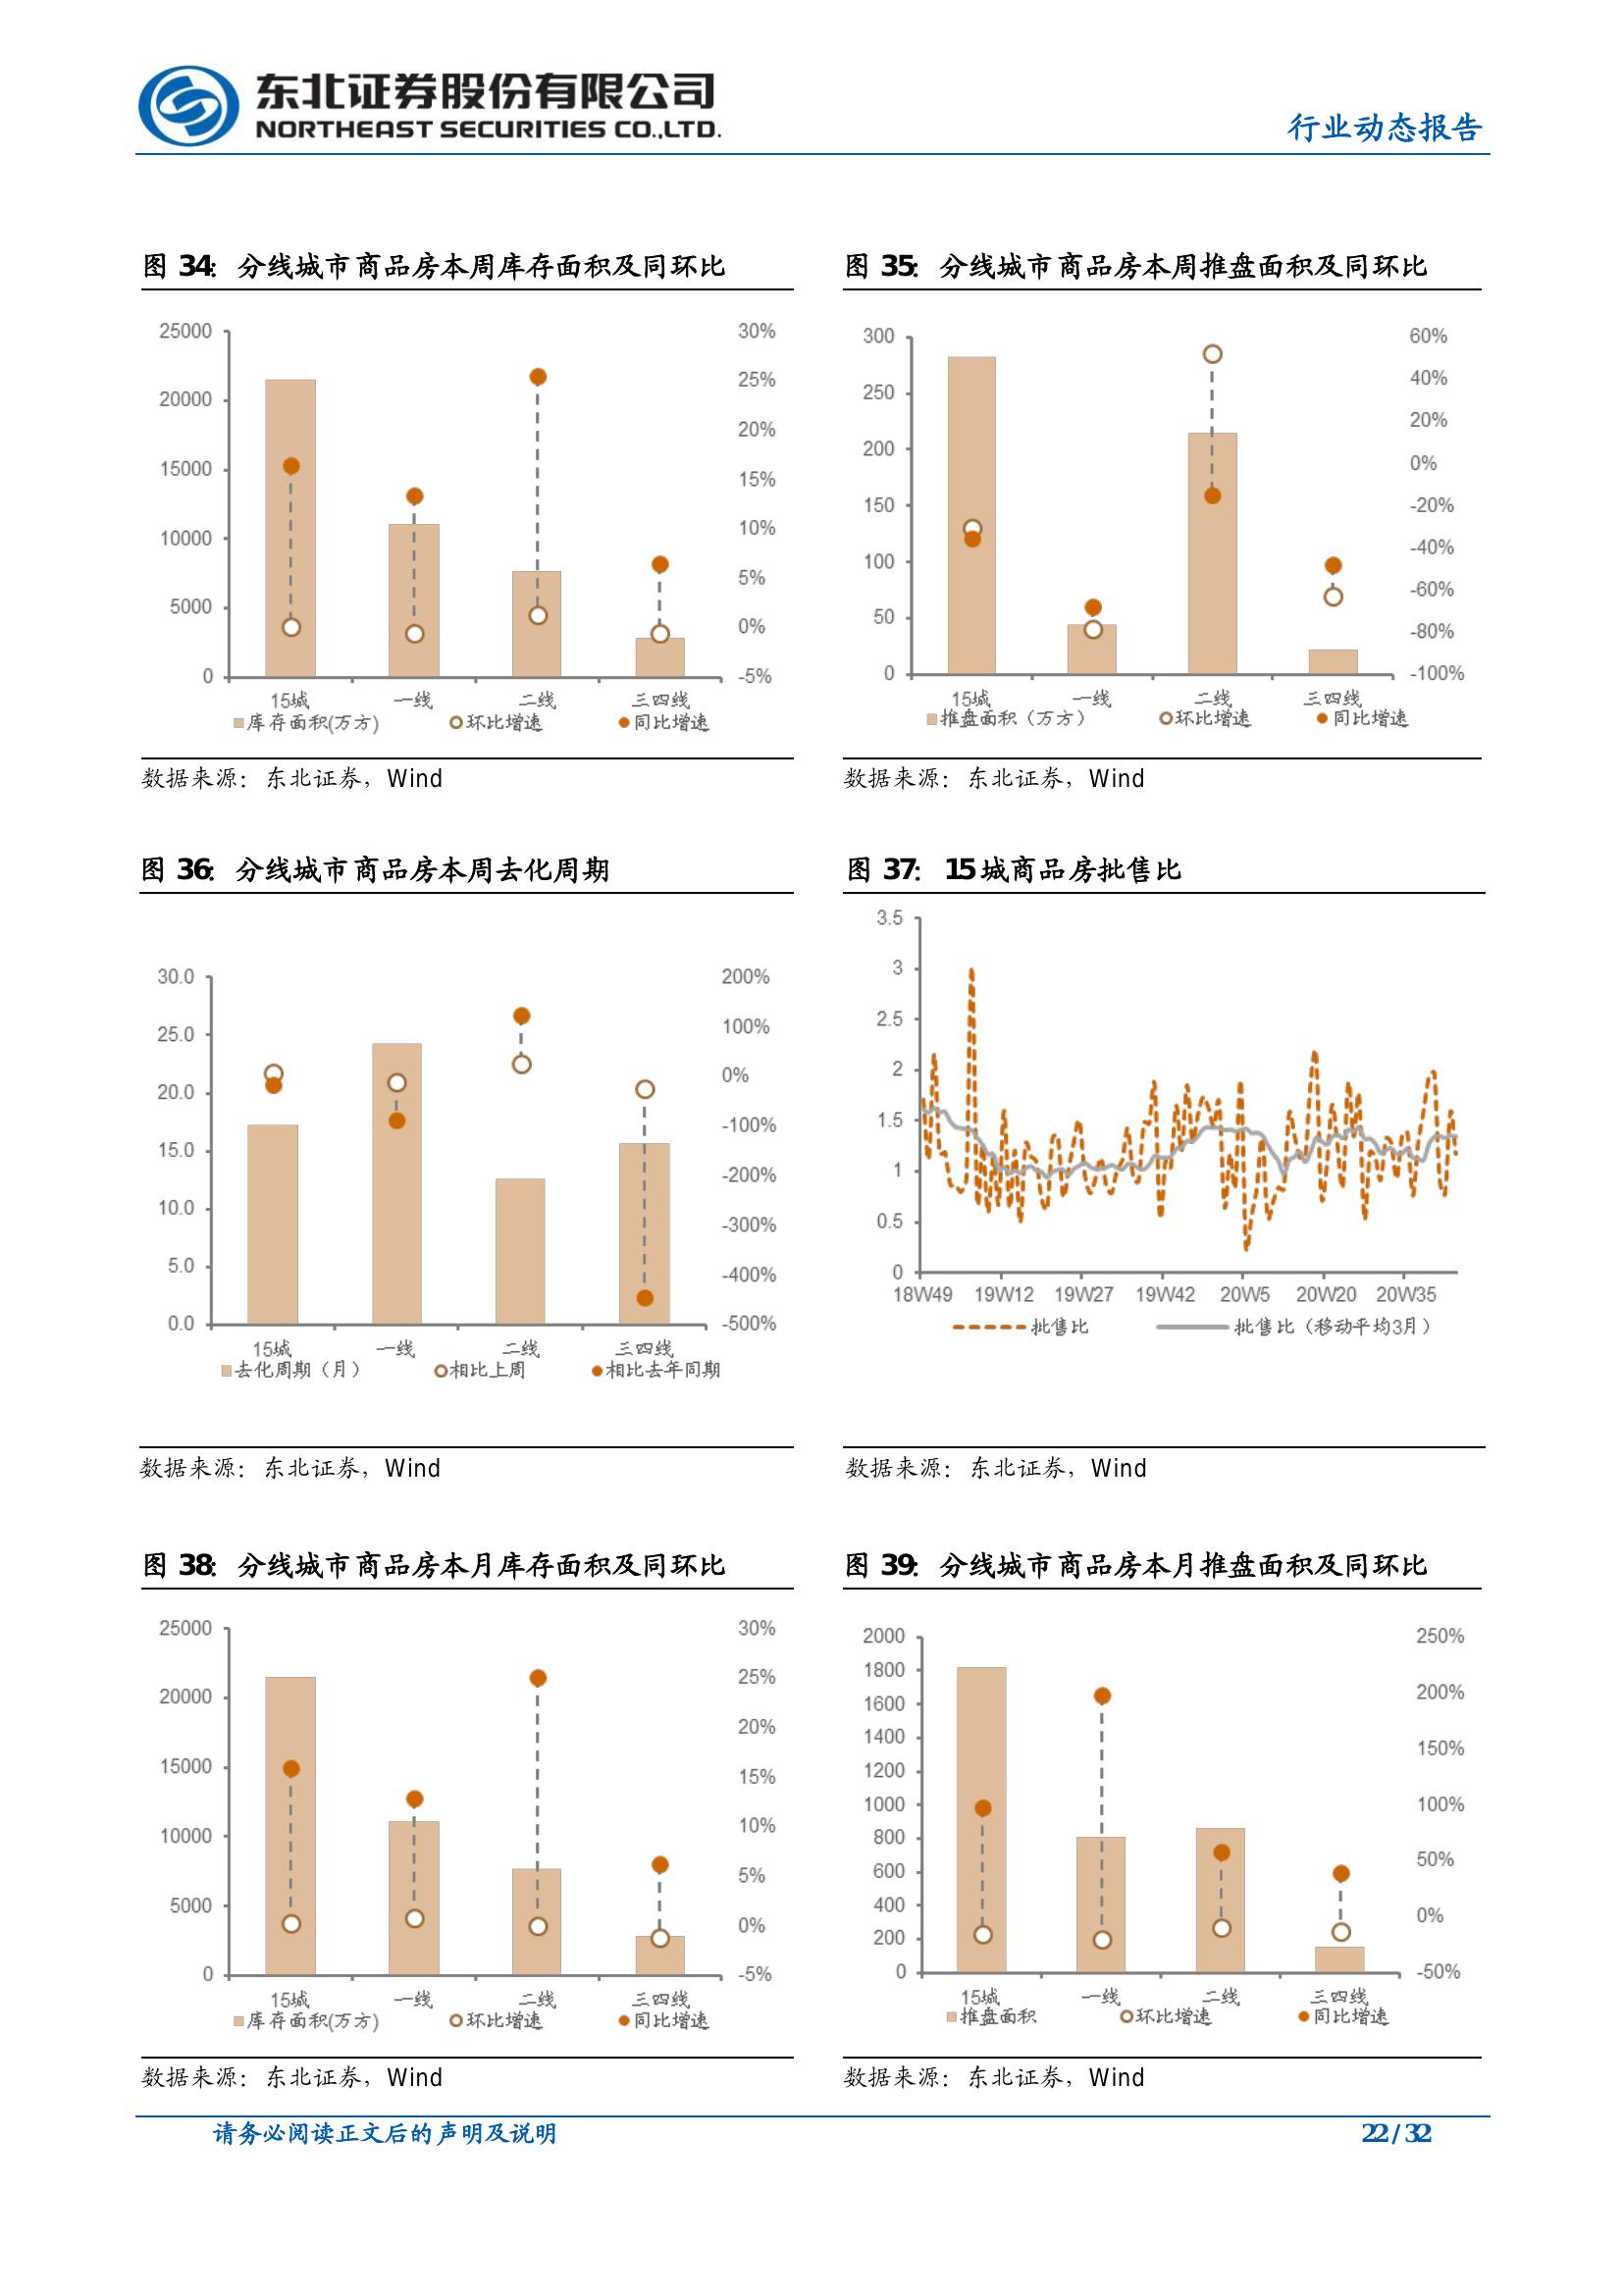 东北证券股份有限公司
NORTHEAST SECURITIES CO.,LTD.
行业动态报告
图 34：分线城市商品房本周库存面积及同环比
25000 30%
25%
20000
20%
15000 15%
10000 10%
5%
5000
0%
0 -5%
15城 一线 二线 三四线
库存面积(万方) 环比增速 同比增速
数据来源：东北证券，Wind
图 35：分线城市商品房本周推盘面积及同环比
300 60%
250 40%
20%
200
0%
150 -20%
100 -40%
-60%
50
-80%
0 -100%
15城 一线 二线 三四线
推盘面积（万方） 环比增速 同比增速
数据来源：东北证券，Wind
图 36：分线城市商品房本周去化周期
30.0 200%
25.0 100%
20.0 0%
15.0 -100%
-200%
10.0
-300%
5.0 -400%
0.0 -500%
15城 一线 二线 三四线
去化周期（月） 相比上周 相比去年同期
数据来源：东北证券，Wind
图 37：15 城商品房批售比
3.5
3
2.5
2
1.5
1
0.5
0
18W49 19W12 19W27 19W42 20W5 20W20 20W35
批售比 批售比（移动平均3月）
数据来源：东北证券，Wind
图 38：分线城市商品房本月库存面积及同环比
25000 30%
25%
20000
20%
15000 15%
10000 10%
5%
5000
0%
0 -5%
15城 一线 二线 三四线
库存面积(万方) 环比增速 同比增速
数据来源：东北证券，Wind
图 39：分线城市商品房本月推盘面积及同环比
2000 250%
1800
1600 200%
1400 150%
1200
1000 100%
800
600 50%
400
0%
200
0 -50%
15城 一线 二线 三四线
推盘面积 环比增速 同比增速
数据来源：东北证券，Wind
请务必阅读正文后的声明及说明
22 / 32